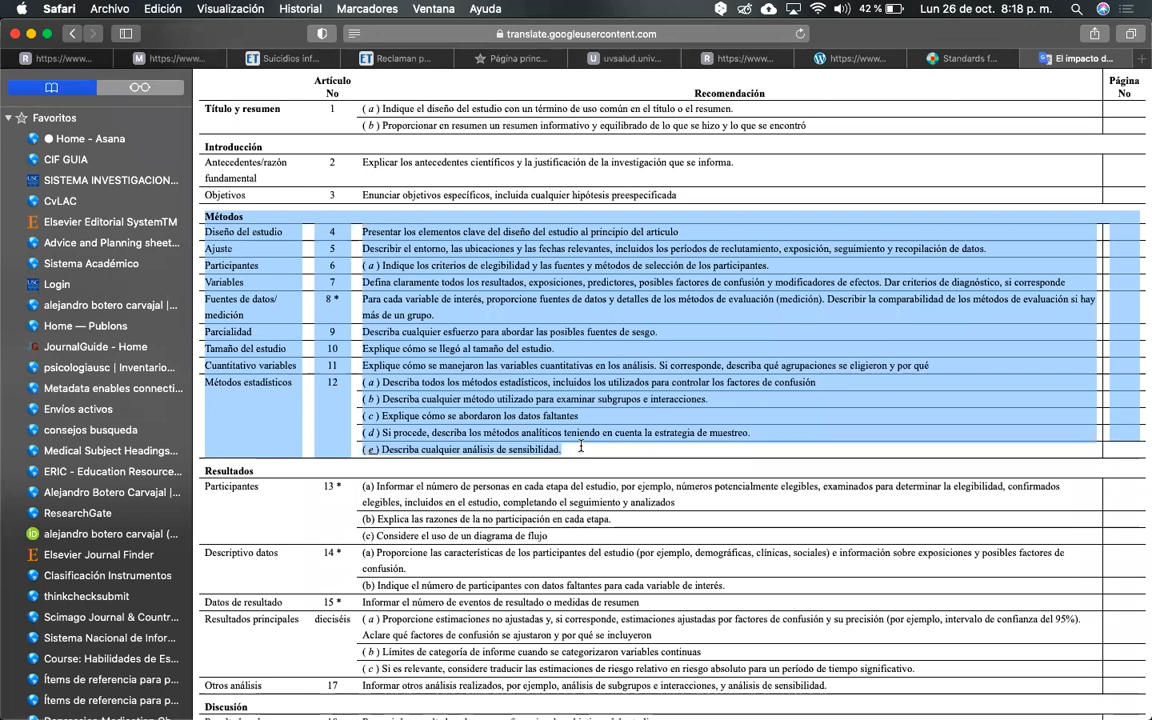 Safari Archivo Edición Visualización Historial Marcadores Ventana Ayuda 42 % Lun 26 de oct. 8:18 p. m.
translate.googleusercontent.com
https://www... https://www... Suicidios inf... Reclaman p... Página princ... uvsalud.univ... https://www... https://www... Standards f... El impacto d...
Favoritos
Home – Asana
CIF GUIA
SISTEMA INVESTIGACION...
CvLAC
Elsevier Editorial SystemTM
Advice and Planning sheet...
Sistema Académico
Login
alejandro botero carvajal |...
Home — Publons
JournalGuide - Home
psicologiausc | Inventario...
Metadata enables connecti...
Envíos activos
consejos busqueda
Medical Subject Headings...
ERIC - Education Resource...
Alejandro Botero Carvajal |...
ResearchGate
alejandro botero carvajal (...
Elsevier Journal Finder
Clasificación Instrumentos
thinkchecksubmit
Scimago Journal & Countr...
Sistema Nacional de Infor...
Course: Habilidades de Es...
Ítems de referencia para p...
Ítems de referencia para p...
Artículo No Recomendación Página No
Título y resumen 1 ( a ) Indique el diseño del estudio con un término de uso común en el título o el resumen.
( b ) Proporcionar en resumen un resumen informativo y equilibrado de lo que se hizo y lo que se encontró
Introducción
Antecedentes/razón fundamental 2 Explicar los antecedentes científicos y la justificación de la investigación que se informa.
Objetivos 3 Enunciar objetivos específicos, incluida cualquier hipótesis preespecificada
Métodos
Diseño del estudio 4 Presentar los elementos clave del diseño del estudio al principio del artículo
Ajuste 5 Describir el entorno, las ubicaciones y las fechas relevantes, incluidos los períodos de reclutamiento, exposición, seguimiento y recopilación de datos.
Participantes 6 ( a ) Indique los criterios de elegibilidad y las fuentes y métodos de selección de los participantes.
Variables 7 Defina claramente todos los resultados, exposiciones, predictores, posibles factores de confusión y modificadores de efectos. Dar criterios de diagnóstico, si corresponde
Fuentes de datos/ medición 8 * Para cada variable de interés, proporcione fuentes de datos y detalles de los métodos de evaluación (medición). Describir la comparabilidad de los métodos de evaluación si hay
más de un grupo.
Parcialidad 9 Describa cualquier esfuerzo para abordar las posibles fuentes de sesgo.
Tamaño del estudio 10 Explique cómo se llegó al tamaño del estudio.
Cuantitativo variables 11 Explique cómo se manejaron las variables cuantitativas en los análisis. Si corresponde, describa qué agrupaciones se eligieron y por qué
Métodos estadísticos 12 ( a ) Describa todos los métodos estadísticos, incluidos los utilizados para controlar los factores de confusión
( b ) Describa cualquier método utilizado para examinar subgrupos e interacciones.
( c ) Explique cómo se abordaron los datos faltantes
( d ) Si procede, describa los métodos analíticos teniendo en cuenta la estrategia de muestreo.
( e ) Describa cualquier análisis de sensibilidad.
Resultados
Participantes 13 * (a) Informar el número de personas en cada etapa del estudio, por ejemplo, números potencialmente elegibles, examinados para determinar la elegibilidad, confirmados
elegibles, incluidos en el estudio, completando el seguimiento y analizados
(b) Explica las razones de la no participación en cada etapa.
(c) Considere el uso de un diagrama de flujo
Descriptivo datos 14 * (a) Proporcione las características de los participantes del estudio (por ejemplo, demográficas, clínicas, sociales) e información sobre exposiciones y posibles factores de
confusión.
(b) Indique el número de participantes con datos faltantes para cada variable de interés.
Datos de resultado 15 * Informar el número de eventos de resultado o medidas de resumen
Resultados principales dieciséis ( a ) Proporcione estimaciones no ajustadas y, si corresponde, estimaciones ajustadas por factores de confusión y su precisión (por ejemplo, intervalo de confianza del 95%).
Aclare qué factores de confusión se ajustaron y por qué se incluyeron
( b ) Límites de categoría de informe cuando se categorizaron variables continuas
( c ) Si es relevante, considere traducir las estimaciones de riesgo relativo en riesgo absoluto para un período de tiempo significativo.
Otros análisis 17 Informar otros análisis realizados, por ejemplo, análisis de subgrupos e interacciones, y análisis de sensibilidad.
Discusión